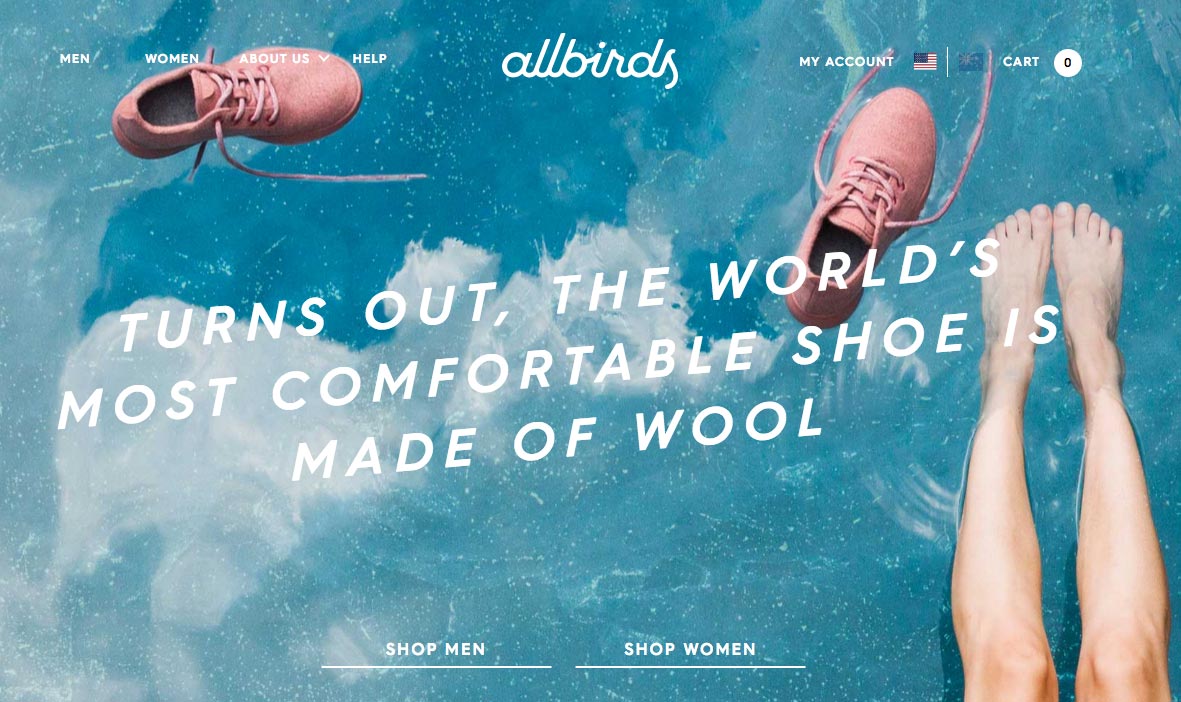 MEN WOMEN ABOUT US HELP allbirds MY ACCOUNT CART 0
TURNS OUT, THE WORLD'S
MOST COMFORTABLE SHOE IS
MADE OF WOOL
SHOP MEN SHOP WOMEN